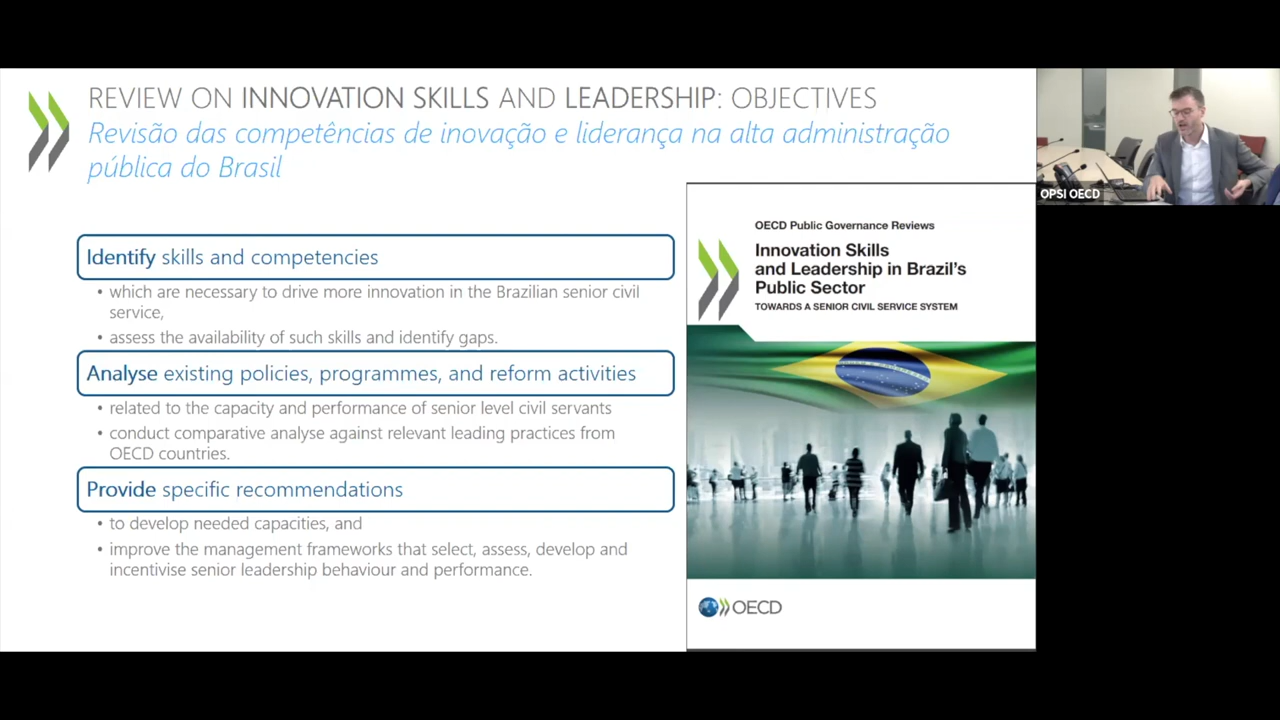 REVIEW ON INNOVATION SKILLS AND LEADERSHIP: OBJECTIVES
Revisão das competências de inovação e liderança na alta administração
pública do Brasil
Identify skills and competencies
• which are necessary to drive more innovation in the Brazilian senior civil
service,
• assess the availability of such skills and identify gaps.
Analyse existing policies, programmes, and reform activities
• related to the capacity and performance of senior level civil servants
• conduct comparative analyse against relevant leading practices from
OECD countries.
Provide specific recommendations
• to develop needed capacities, and
• improve the management frameworks that select, assess, develop and
incentivise senior leadership behaviour and performance.
OECD Public Governance Reviews
Innovation Skills
and Leadership in Brazil's
Public Sector
TOWARDS A SENIOR CIVIL SERVICE SYSTEM
OECD
OPSI OECD